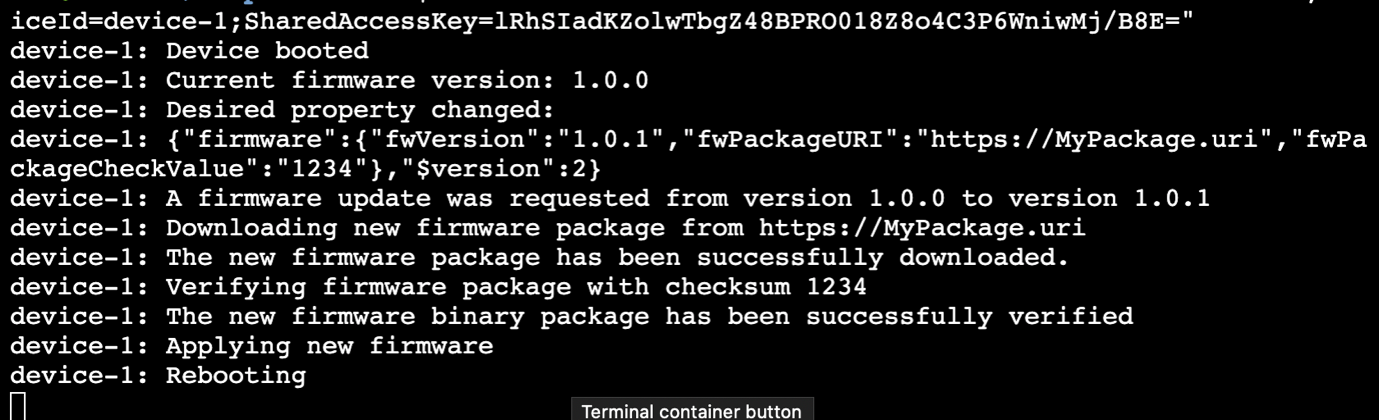 iceId=device-1;SharedAccessKey=lRhSIadKZolwTbgZ48BPRO018Z8o4C3P6WniwMj/B8E="
device-1: Device booted
device-1: Current firmware version: 1.0.0
device-1: Desired property changed:
device-1: {"firmware":{"fwVersion":"1.0.1","fwPackageURI":"https://MyPackage.uri","fwPa
ckageCheckValue":"1234"},"$version":2}
device-1: A firmware update was requested from version 1.0.0 to version 1.0.1
device-1: Downloading new firmware package from https://MyPackage.uri
device-1: The new firmware package has been successfully downloaded.
device-1: Verifying firmware package with checksum 1234
device-1: The new firmware binary package has been successfully verified
device-1: Applying new firmware
device-1: Rebooting
Terminal container button